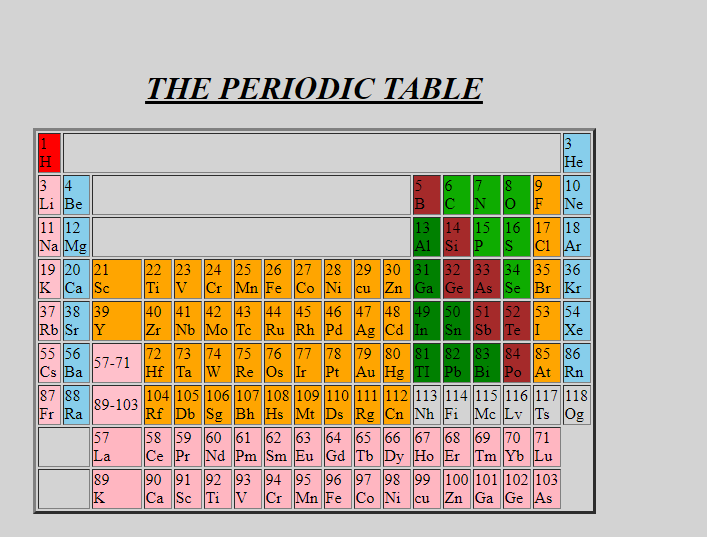 THE PERIODIC TABLE
1 3
H He
3 4 5 6 7 8 9 10
Li Be B C N O F Ne
11 12 13 14 15 16 17 18
Na Mg Al Si P S Cl Ar
19 20 21 22 23 24 25 26 27 28 29 30 31 32 33 34 35 36
K Ca Sc Ti V Cr Mn Fe Co Ni cu Zn Ga Ge As Se Br Kr
37 38 39 40 41 42 43 44 45 46 47 48 49 50 51 52 53 54
Rb Sr Y Zr Nb Mo Tc Ru Rh Pd Ag Cd In Sn Sb Te I Xe
55 56 57-71 72 73 74 75 76 77 78 79 80 81 82 83 84 85 86
Cs Ba Hf Ta W Re Os Ir Pt Au Hg TI Pb Bi Po At Rn
87 88 89-103 104 105 106 107 108 109 110 111 112 113 114 115 116 117 118
Fr Ra Rf Db Sg Bh Hs Mt Ds Rg Cn Nh Fi Mc Lv Ts Og
57 58 59 60 61 62 63 64 65 66 67 68 69 70 71
La Ce Pr Nd Pm Sm Eu Gd Tb Dy Ho Er Tm Yb Lu
89 90 91 92 93 94 95 96 97 98 99 100 101 102 103
K Ca Sc Ti V Cr Mn Fe Co Ni cu Zn Ga Ge As